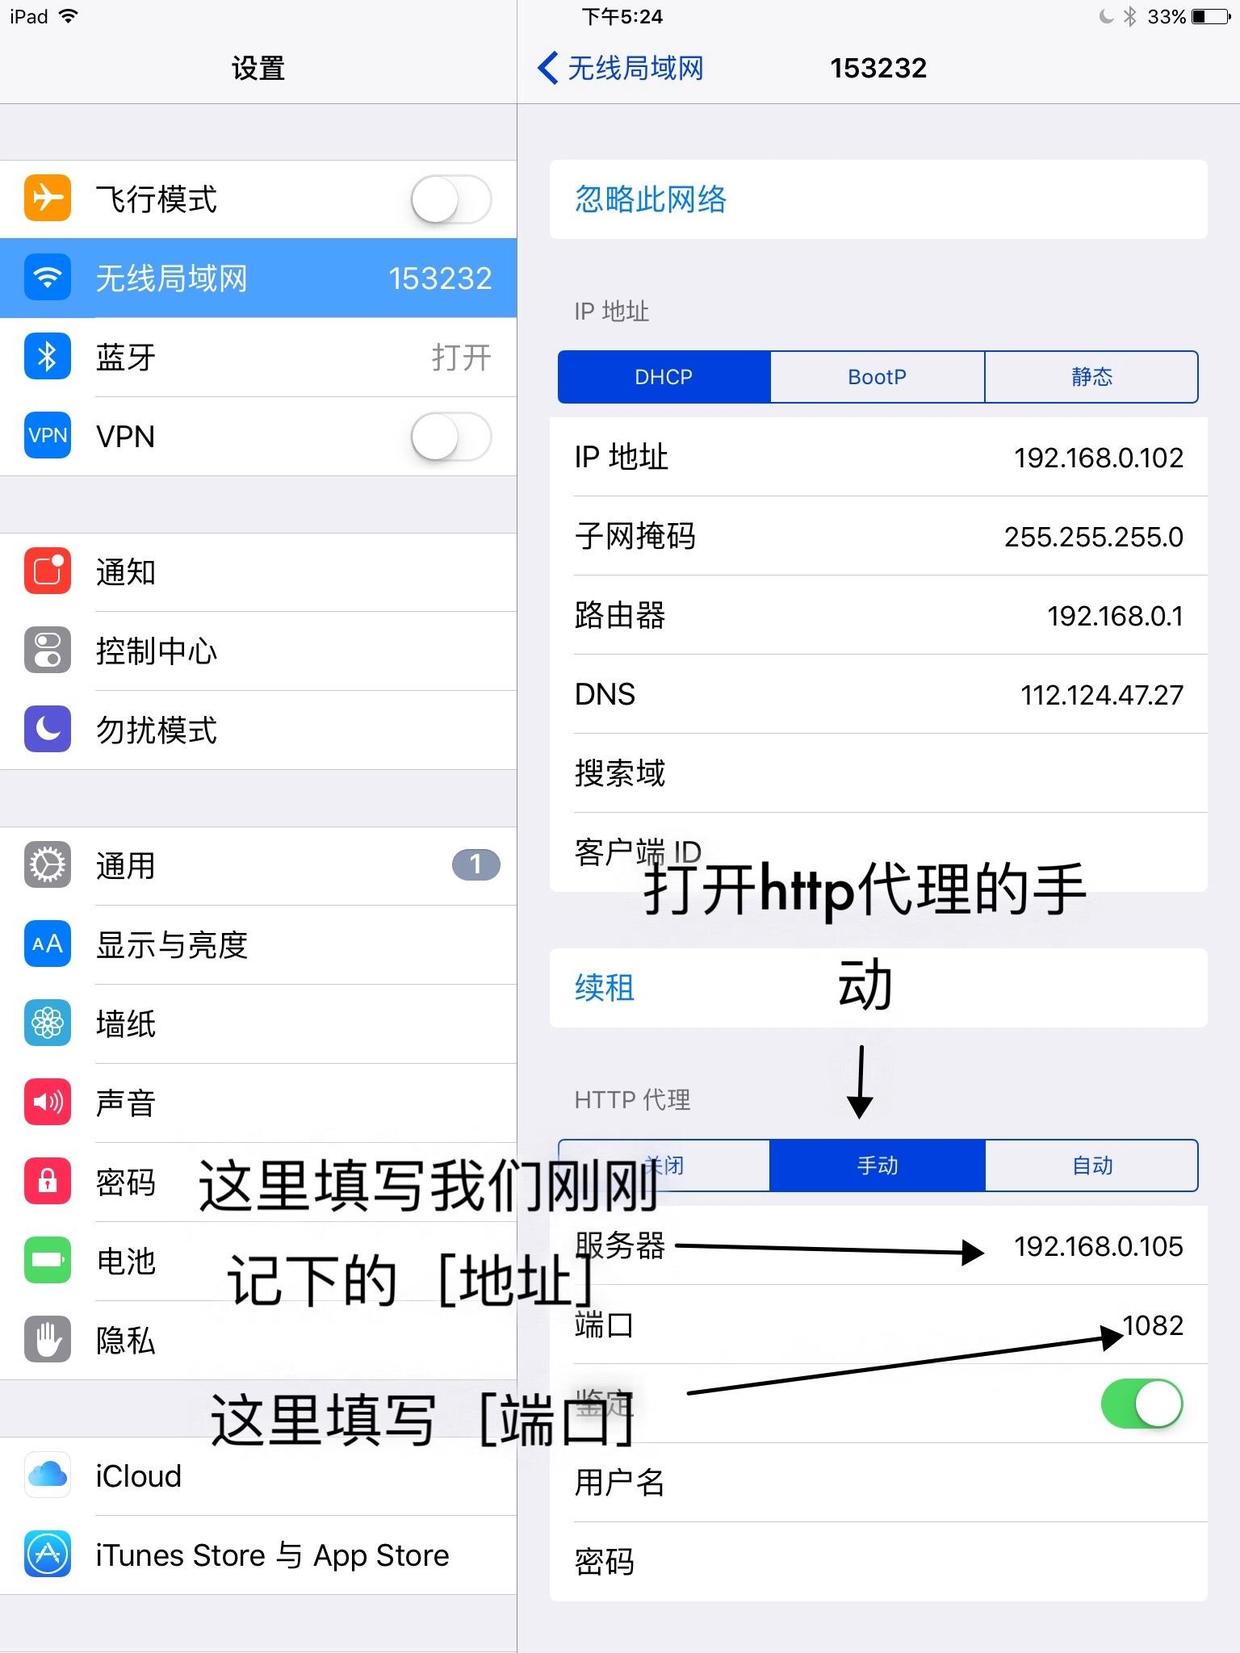 iPad
下午5:24
33%
设置
无线局域网
153232
飞行模式
无线局域网 153232
蓝牙 打开
VPN VPN
通知
控制中心
勿扰模式
通用 1
AA 显示与亮度
墙纸
声音
密码
电池
隐私
iCloud
iTunes Store 与 App Store
忽略此网络
IP 地址
DHCP BootP 静态
IP 地址 192.168.0.102
子网掩码 255.255.255.0
路由器 192.168.0.1
DNS 112.124.47.27
搜索域
客户端 ID
打开http代理的手
动
续租
HTTP 代理
关闭 手动 自动
这里填写我们刚刚
记下的［地址］
服务器 192.168.0.105
端口 1082
这里填写［端口］
鉴定
用户名
密码